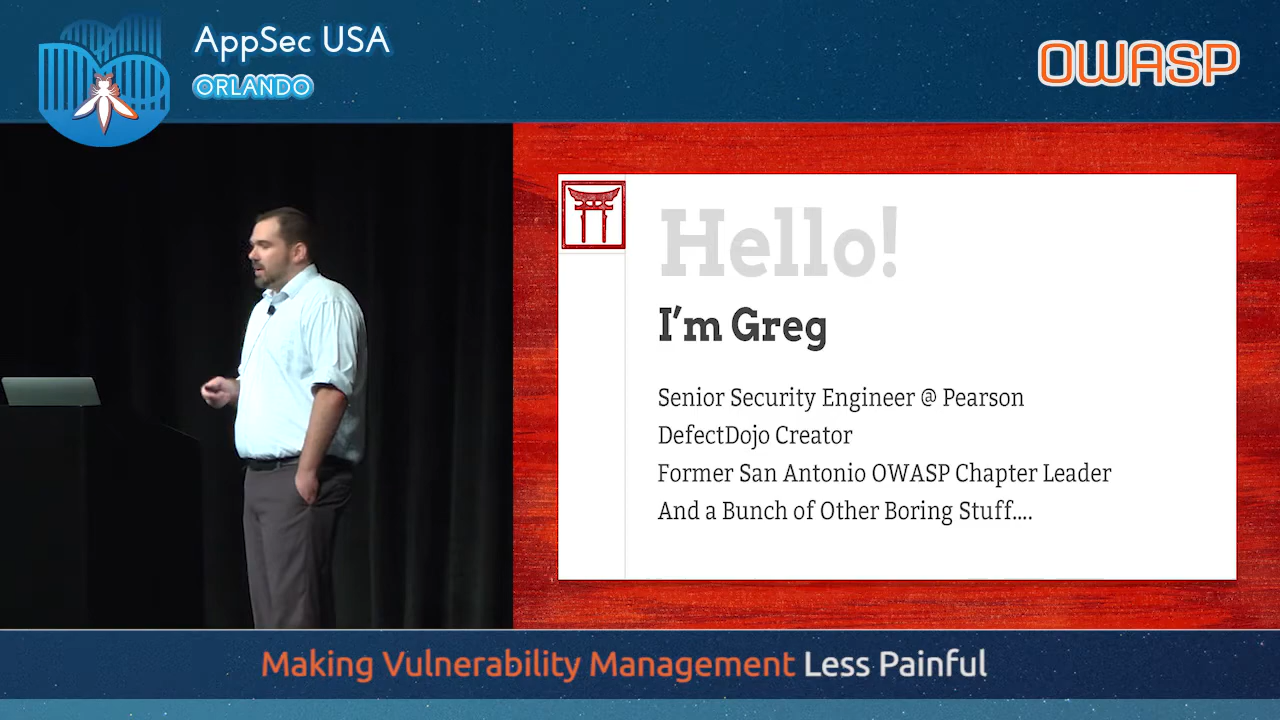 AppSec USA
ORLANDO
OWASP
Hello!
I'm Greg
Senior Security Engineer @ Pearson
DefectDojo Creator
Former San Antonio OWASP Chapter Leader
And a Bunch of Other Boring Stuff....
Making Vulnerability Management Less Painful